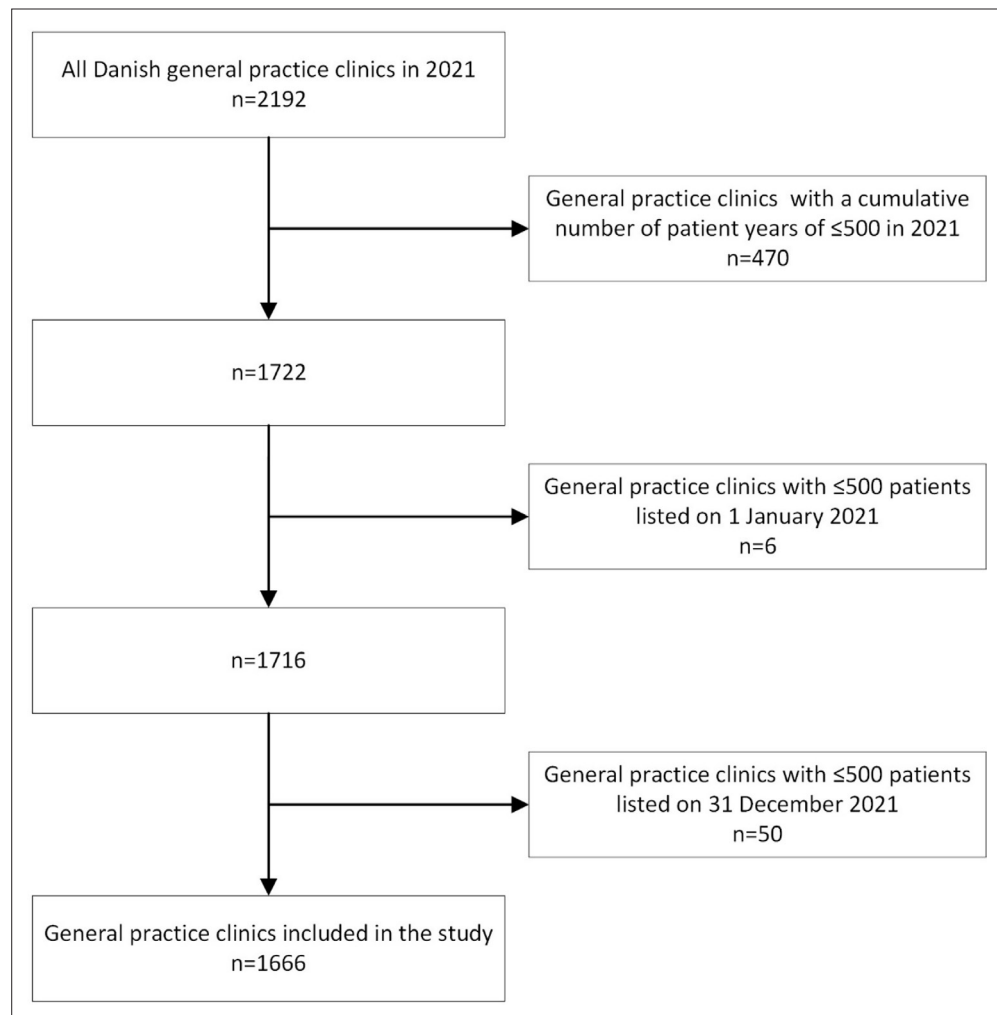 All Danish general practice clinics in 2021
n=2192
General practice clinics with a cumulative
number of patient years of ≤500 in 2021
n=470
n=1722
General practice clinics with ≤500 patients
listed on 1 January 2021
n=6
n=1716
General practice clinics with ≤500 patients
listed on 31 December 2021
n=50
General practice clinics included in the study
n=1666